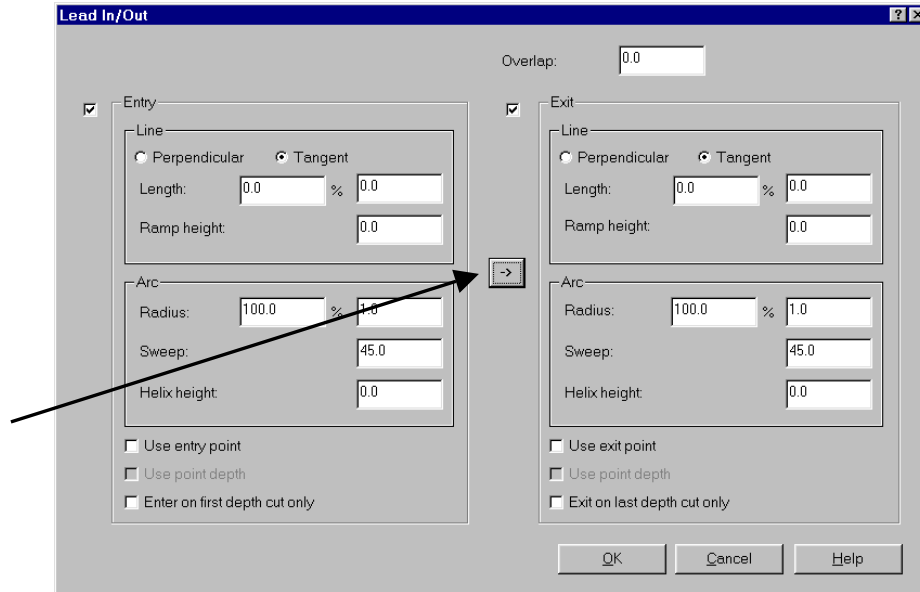 Lead In/Out
Overlap: 0.0
Entry
Line
Perpendicular Tangent
Length: 0.0 % 0.0
Ramp height: 0.0
Arc
Radius: 100.0 % 1.0
Sweep: 45.0
Helix height: 0.0
Use entry point
Use point depth
Enter on first depth cut only
->
Exit
Line
Perpendicular Tangent
Length: 0.0 % 0.0
Ramp height: 0.0
Arc
Radius: 100.0 % 1.0
Sweep: 45.0
Helix height: 0.0
Use exit point
Use point depth
Exit on last depth cut only
OK Cancel Help